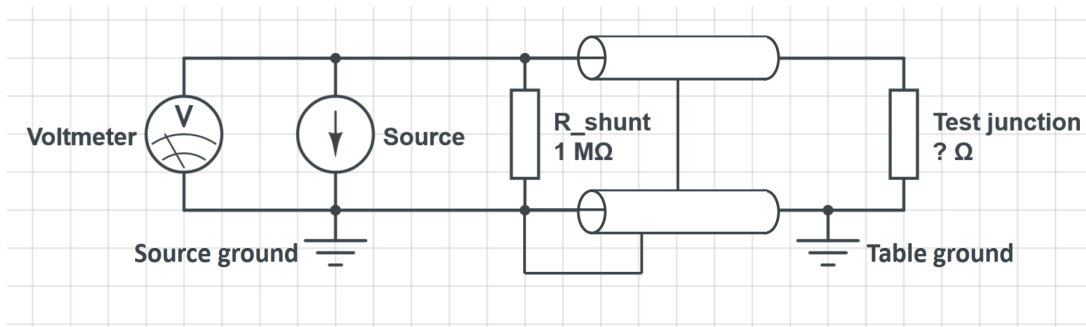 V
Voltmeter
Source
R_shunt
1 MΩ
Test junction
? Ω
Source ground
Table ground